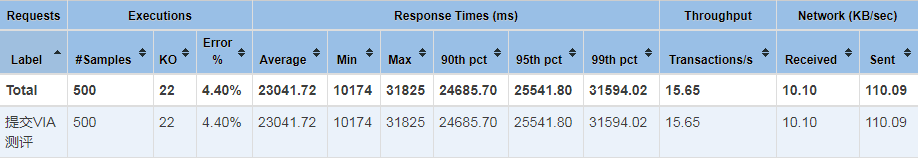 Requests Executions Response Times (ms) Throughput Network (KB/sec)
Label #Samples KO Error % Average Min Max 90th pct 95th pct 99th pct Transactions/s Received Sent
Total 500 22 4.40% 23041.72 10174 31825 24685.70 25541.80 31594.02 15.65 10.10 110.09
提交VIA测评 500 22 4.40% 23041.72 10174 31825 24685.70 25541.80 31594.02 15.65 10.10 110.09